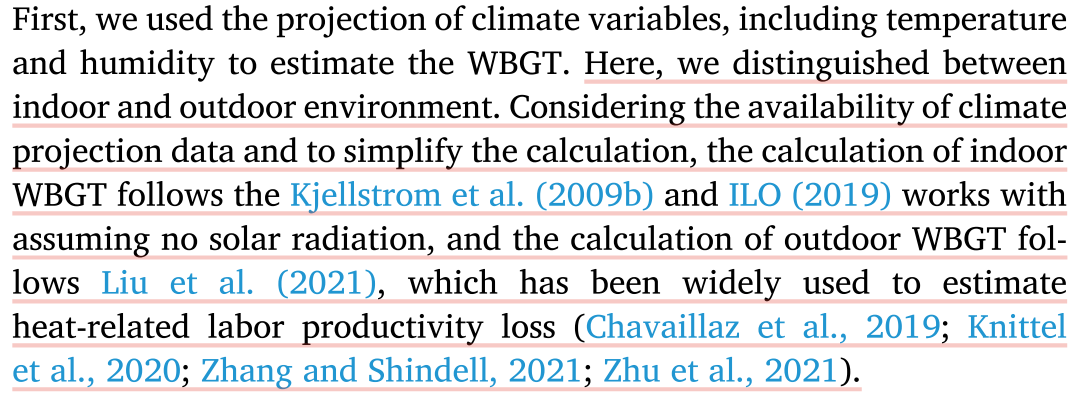 First, we used the projection of climate variables, including temperature
and humidity to estimate the WBGT. Here, we distinguished between
indoor and outdoor environment. Considering the availability of climate
projection data and to simplify the calculation, the calculation of indoor
WBGT follows the Kjellstrom et al. (2009b) and ILO (2019) works with
assuming no solar radiation, and the calculation of outdoor WBGT fol-
lows Liu et al. (2021), which has been widely used to estimate
heat-related labor productivity loss (Chavaillaz et al., 2019; Knittel
et al., 2020; Zhang and Shindell, 2021; Zhu et al., 2021).